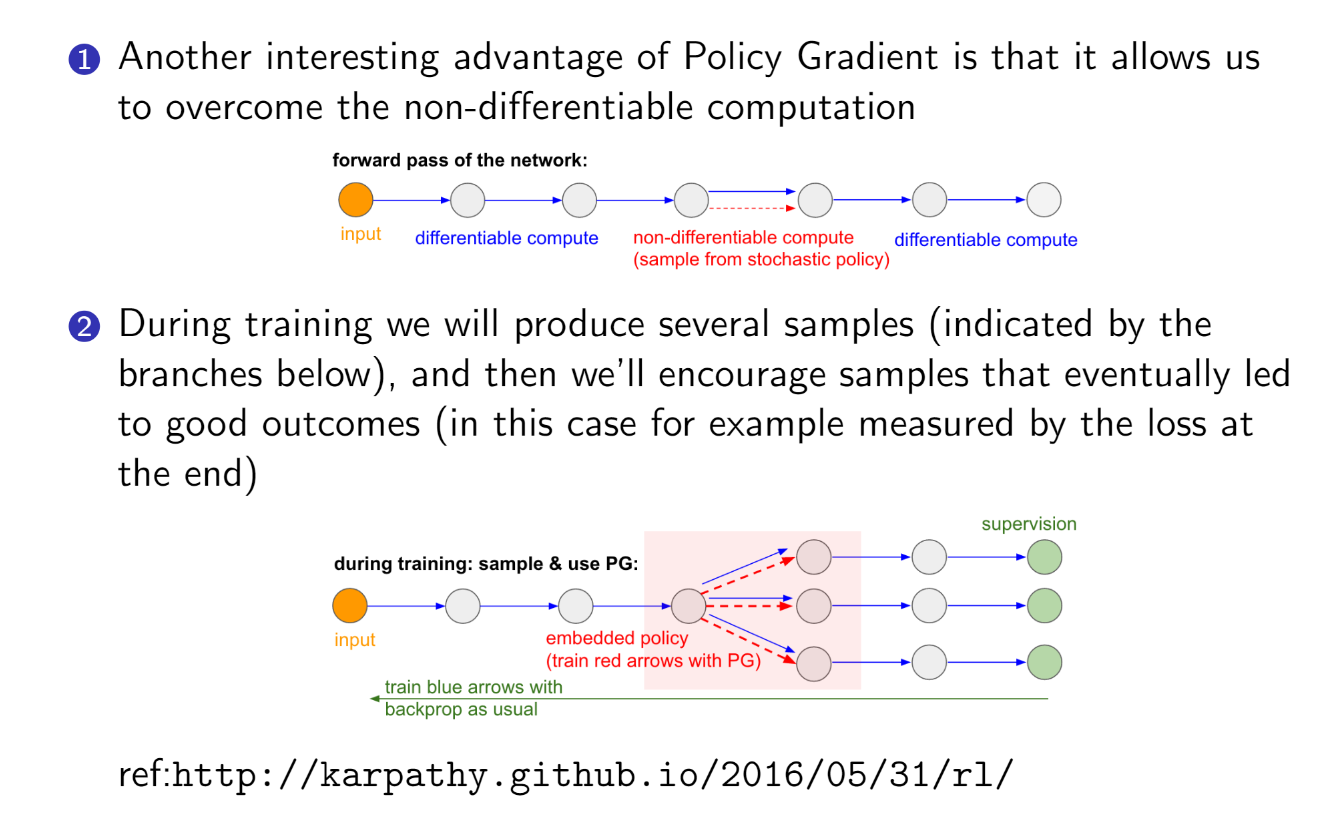 1 Another interesting advantage of Policy Gradient is that it allows us
to overcome the non-differentiable computation
forward pass of the network:
input
differentiable compute
non-differentiable compute
(sample from stochastic policy)
differentiable compute
2 During training we will produce several samples (indicated by the
branches below), and then we'll encourage samples that eventually led
to good outcomes (in this case for example measured by the loss at
the end)
supervision
during training: sample & use PG:
input
embedded policy
(train red arrows with PG)
train blue arrows with
backprop as usual
ref:http://karpathy.github.io/2016/05/31/rl/